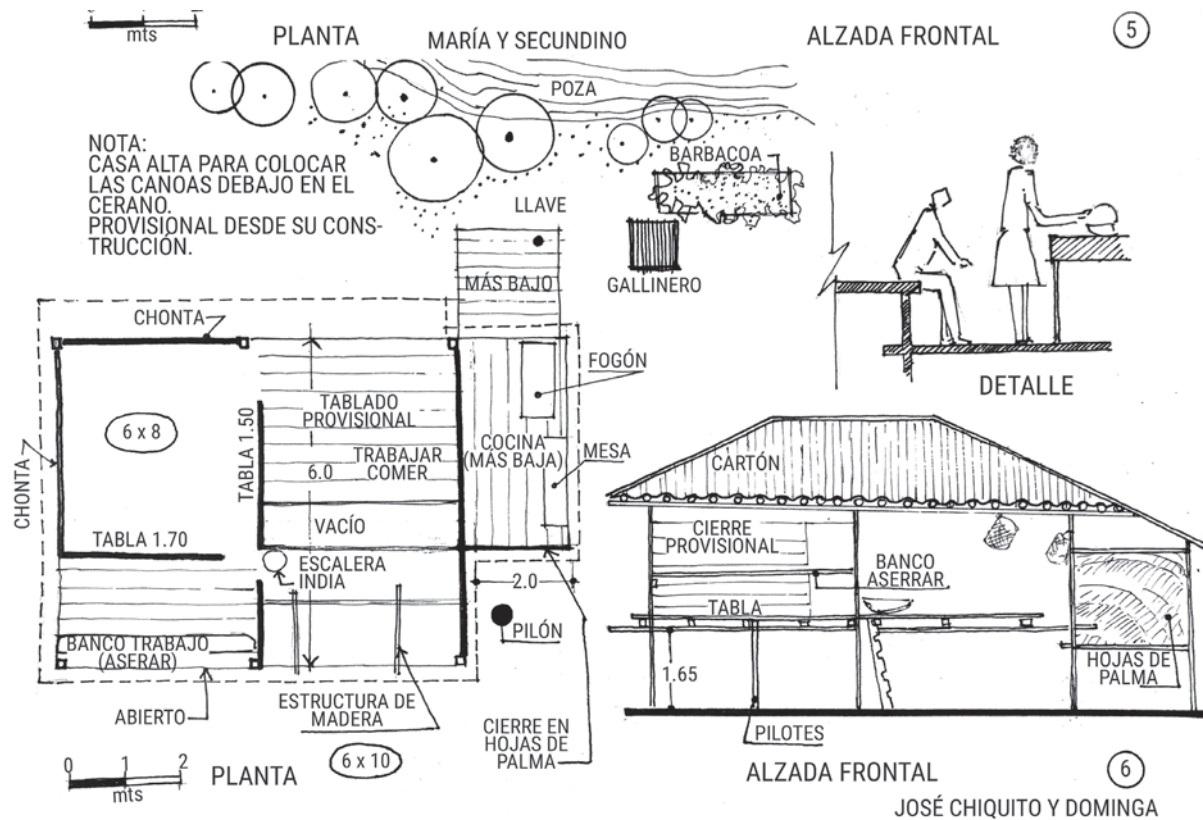 mts
PLANTA
MARÍA Y SECUNDINO
ALZADA FRONTAL
5
POZA
NOTA:
CASA ALTA PARA COLOCAR
LAS CANOAS DEBAJO EN EL
CERANO.
PROVISIONAL DESDE SU CONS-
TRUCCIÓN.
BARBACOA
LLAVE
MÁS BAJO
GALLINERO
CHONTA
FOGÓN
DETALLE
6 x 8
TABLADO
PROVISIONAL
TABLA 1.50
TRABAJAR
COMER
6.0
COCINA
(MÁS BAJA)
MESA
CHONTA
VACÍO
TABLA 1.70
ESCALERA
INDIA
2.0
PILÓN
BANCO TRABAJO
(ASERAR)
ABIERTO
ESTRUCTURA DE
MADERA
CIERRE EN
HOJAS DE
PALMA
CARTÓN
CIERRE
PROVISIONAL
BANCO
ASERRAR
TABLA
1.65
HOJAS DE
PALMA
PILOTES
0 1 2
mts
PLANTA
6 x 10
ALZADA FRONTAL
6
JOSÉ CHIQUITO Y DOMINGA